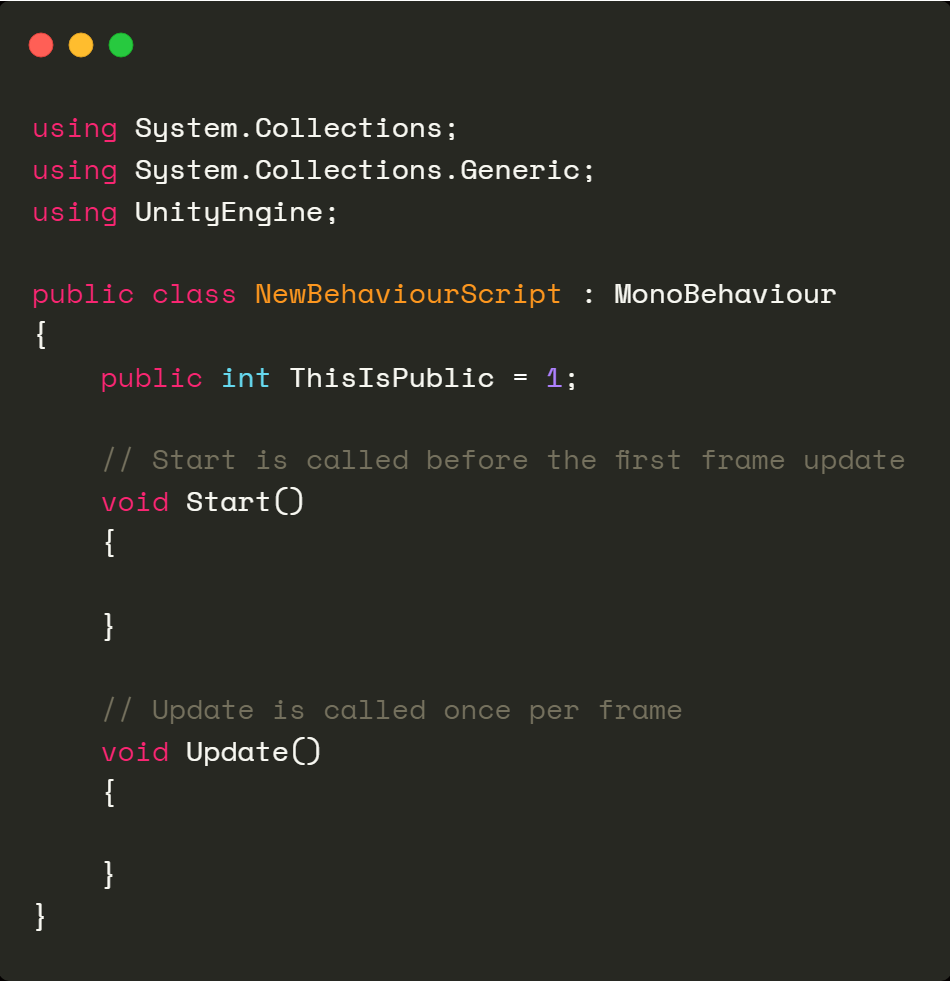 using System.Collections;
using System.Collections.Generic;
using UnityEngine;
public class NewBehaviourScript : MonoBehaviour
{
public int ThisIsPublic = 1;
// Start is called before the first frame update
void Start()
{
}
// Update is called once per frame
void Update()
{
}
}